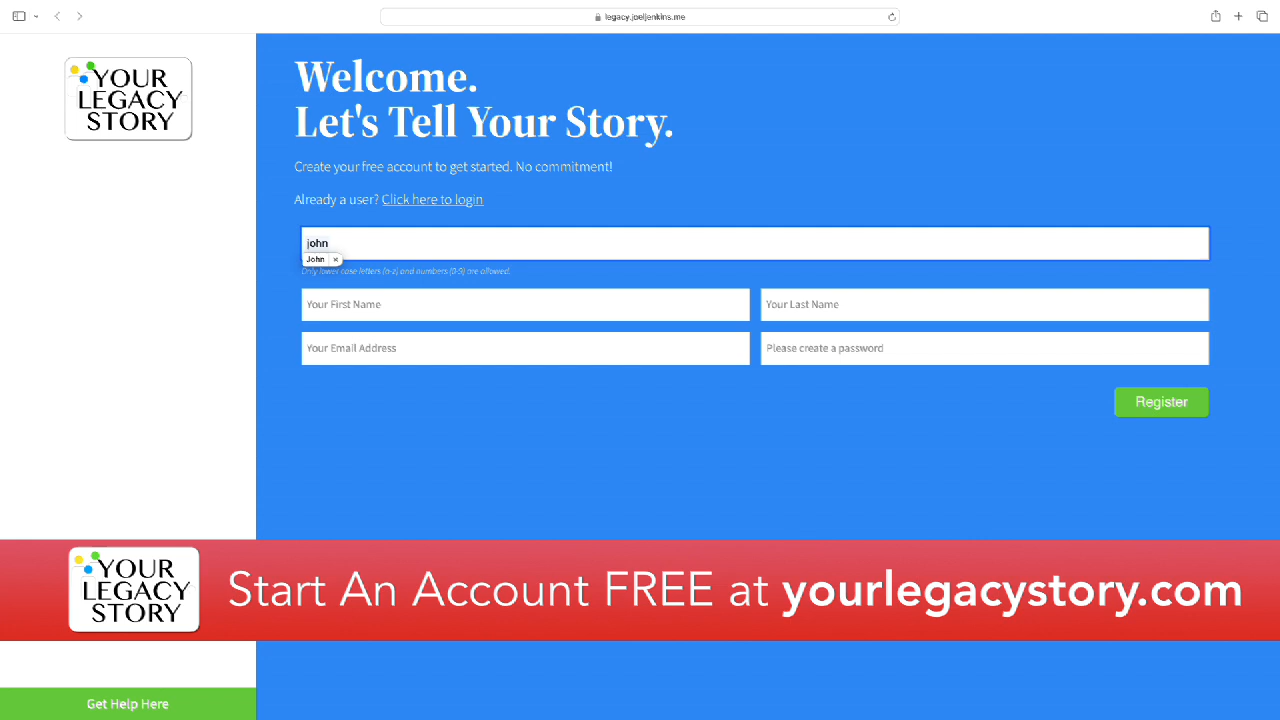 legacy.joeljenkins.me
YOUR
LEGACY
STORY
Welcome.
Let's Tell Your Story.
Create your free account to get started. No commitment!
Already a user? Click here to login
john
John ×
Only lower case letters (a-z) and numbers (0-9) are allowed.
Your First Name
Your Last Name
Your Email Address
Please create a password
Register
YOUR
LEGACY
STORY
Start An Account FREE at yourlegacystory.com
Get Help Here